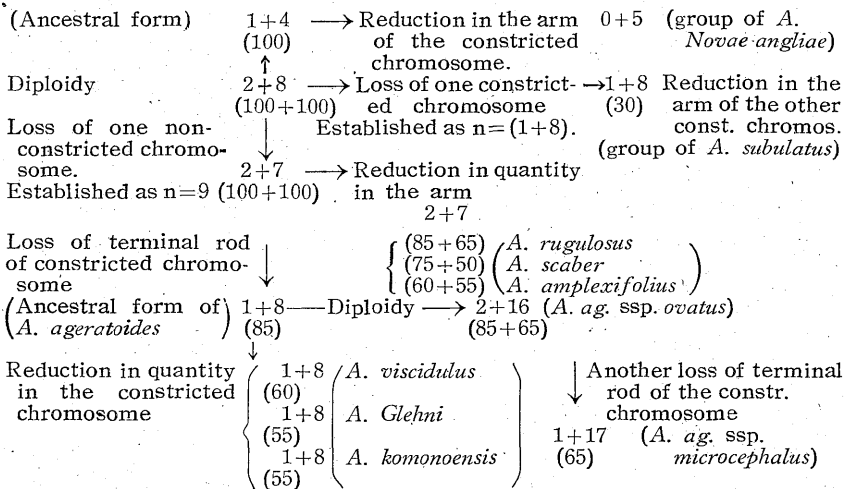 (Ancestral form) 1+4 ⟶ Reduction in the arm 0+5 (group of A.
(100) of the constricted Novae angliae)
↑ chromosome.
Diploidy 2+8 ⟶ Loss of one constrict- →1+8 Reduction in the
(100+100) ed chromosome (30) arm of the other
Loss of one non- Established as n=(1+8). const. chromos.
constricted chromo- (group of A. subulatus)
some. 2+7 ⟶ Reduction in quantity
Established as n=9 (100+100) in the arm
2+7
Loss of terminal rod (85+65) A. rugulosus
of constricted chromo- (75+50) A. scaber
some (60+55) A. amplexifolius
(Ancestral form of 1+8——Diploidy ⟶ 2+16 (A. ag. ssp. ovatus)
A. ageratoides) (85) (85+65)
↓
Reduction in quantity 1+8 A. viscidulus Another loss of terminal
in the constricted (60) rod of the constr.
chromosome 1+8 A. Glehni chromosome
(55) 1+17 (A. ag. ssp.
1+8 A. komonoensis (65) microcephalus)
(55)